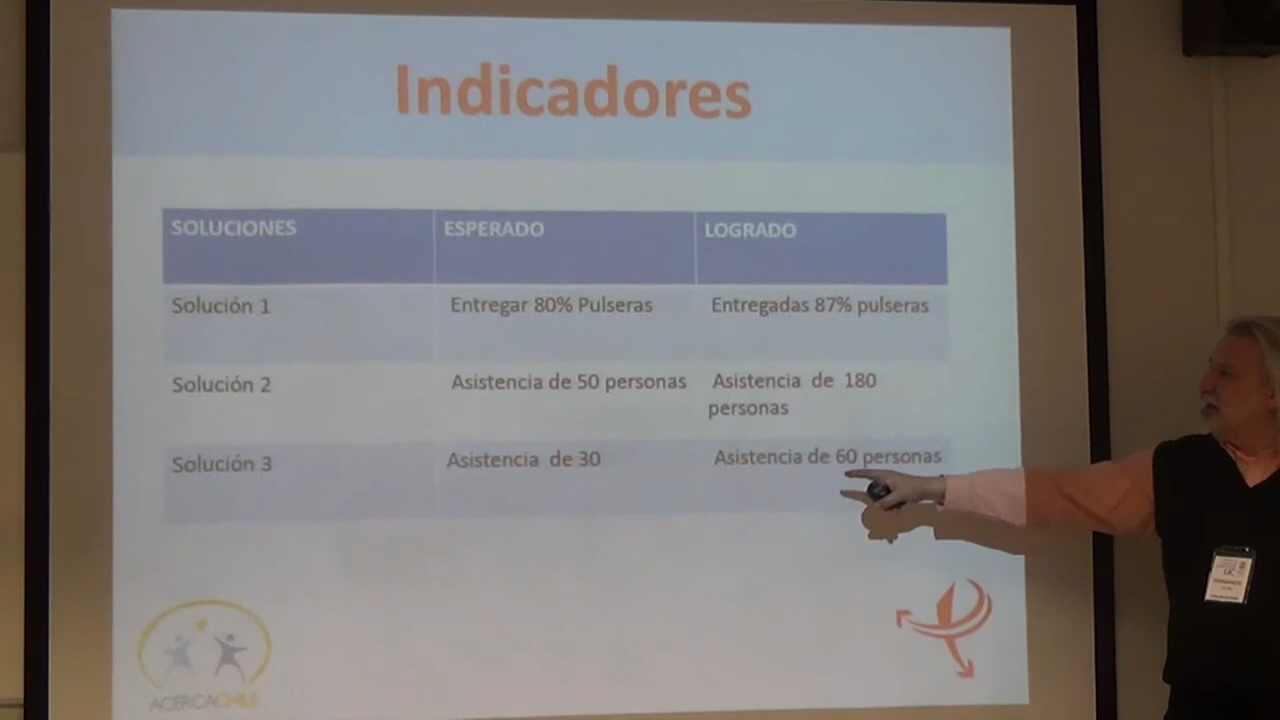 Indicadores
SOLUCIONES ESPERADO LOGRADO
Solución 1 Entregar 80% Pulseras Entregadas 87% pulseras
Solución 2 Asistencia de 50 personas Asistencia de 180
personas
Solución 3 Asistencia de 30 Asistencia de 60 personas
ACERCACHILE